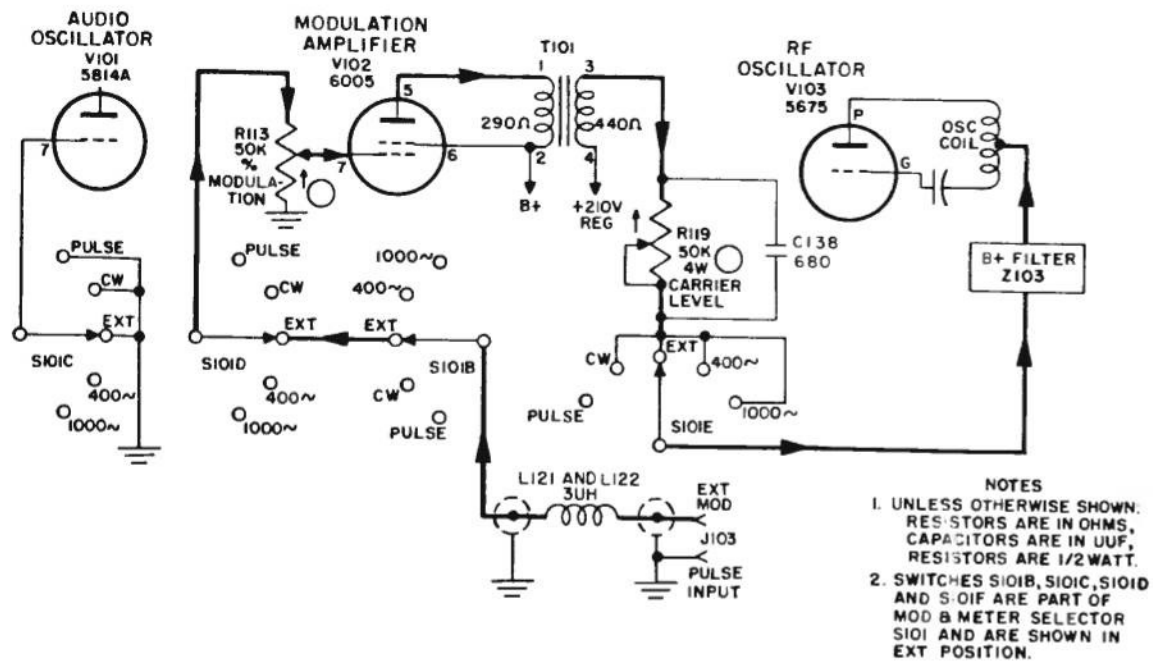 AUDIO
OSCILLATOR
V101
5814A
7
MODULATION
AMPLIFIER
V102
6005
5
R113
50K
%
MODULA-
TION
7
6
T101
1
3
290Ω
440Ω
2
4
B+
+210V
REG
RF
OSCILLATOR
V103
5675
P
G
OSC
COIL
R119
50K
4W
CARRIER
LEVEL
C138
680
B+ FILTER
Z103
PULSE
CW
EXT
S101C
400~
1000~
PULSE
CW
EXT
S101D
400~
1000~
1000~
400~
EXT
S101B
CW
PULSE
CW
EXT
400~
PULSE
1000~
S101E
L121 AND L122
3UH
EXT
MOD
J103
PULSE
INPUT
NOTES
1. UNLESS OTHERWISE SHOWN:
RESISTORS ARE IN OHMS,
CAPACITORS ARE IN UUF,
RESISTORS ARE 1/2 WATT.
2. SWITCHES S101B, S101C, S101D
AND S101F ARE PART OF
MOD & METER SELECTOR
S101 AND ARE SHOWN IN
EXT POSITION.